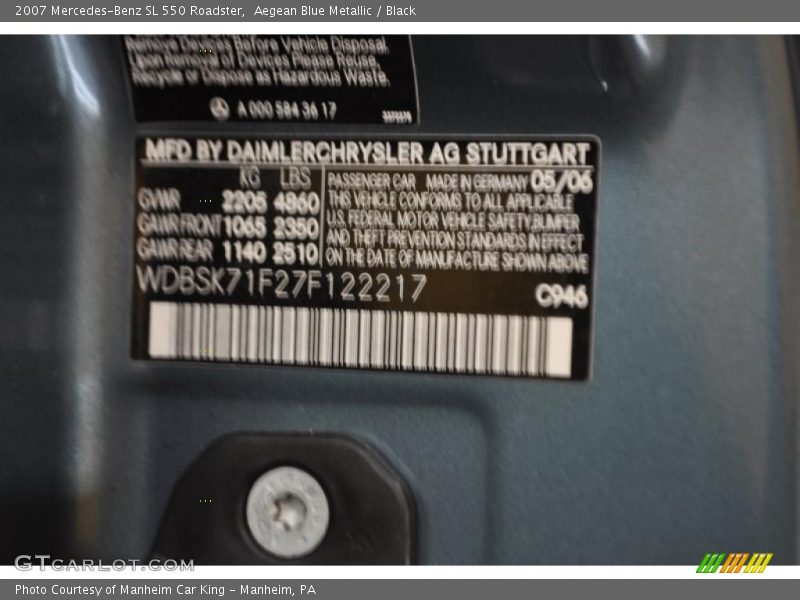 2007 Mercedes-Benz SL 550 Roadster,  Aegean Blue Metallic / Black
Remove Devices Before Vehicle Disposal.
Upon Removal of Devices Please Reuse,
Recycle or Dispose as Hazardous Waste.
A 000 584 36 17
MFD BY DAIMLERCHRYSLER AG STUTTGART
KG LBS
GVWR 2205 4860
GAWR FRONT 1065 2350
GAWR REAR 1140 2510
PASSENGER CAR MADE IN GERMANY 05/06
THIS VEHICLE CONFORMS TO ALL APPLICABLE
U.S. FEDERAL MOTOR VEHICLE SAFETY, BUMPER
AND THEFT PREVENTION STANDARDS IN EFFECT
ON THE DATE OF MANUFACTURE SHOWN ABOVE
WDBSK71F27F122217
C946
GTcarlot.com
Photo Courtesy of Manheim Car King - Manheim, PA